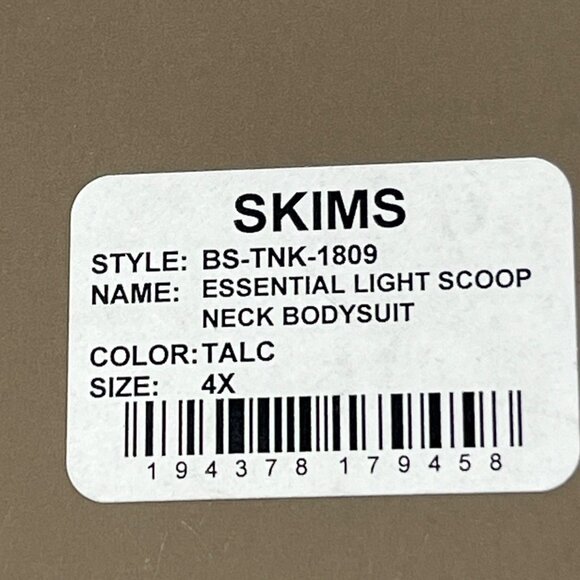 SKIMS
STYLE: BS-TNK-1809
NAME: ESSENTIAL LIGHT SCOOP
NECK BODYSUIT
COLOR: TALC
SIZE: 4X
194378 179458